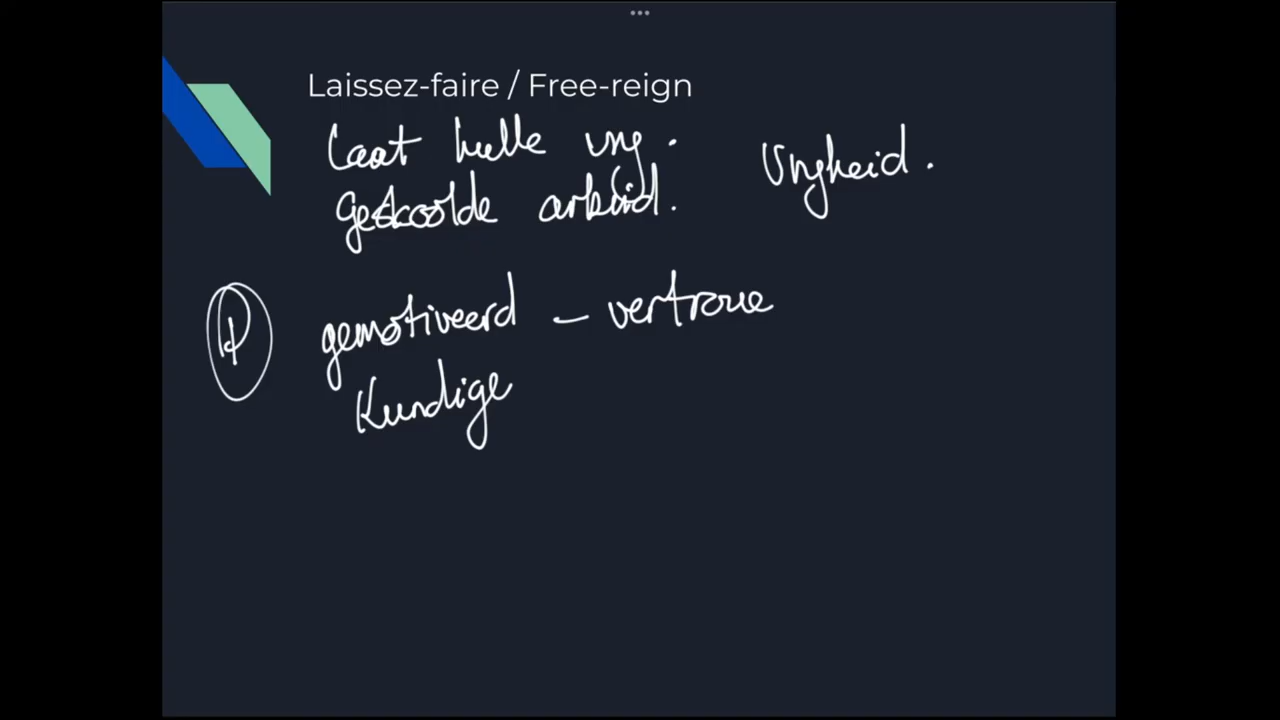 Laissez-faire / Free-reign
Laat hulle vry.
Vryheid.
Geskoolde arbeid.
gemotiveerd - vertroue
Kundige